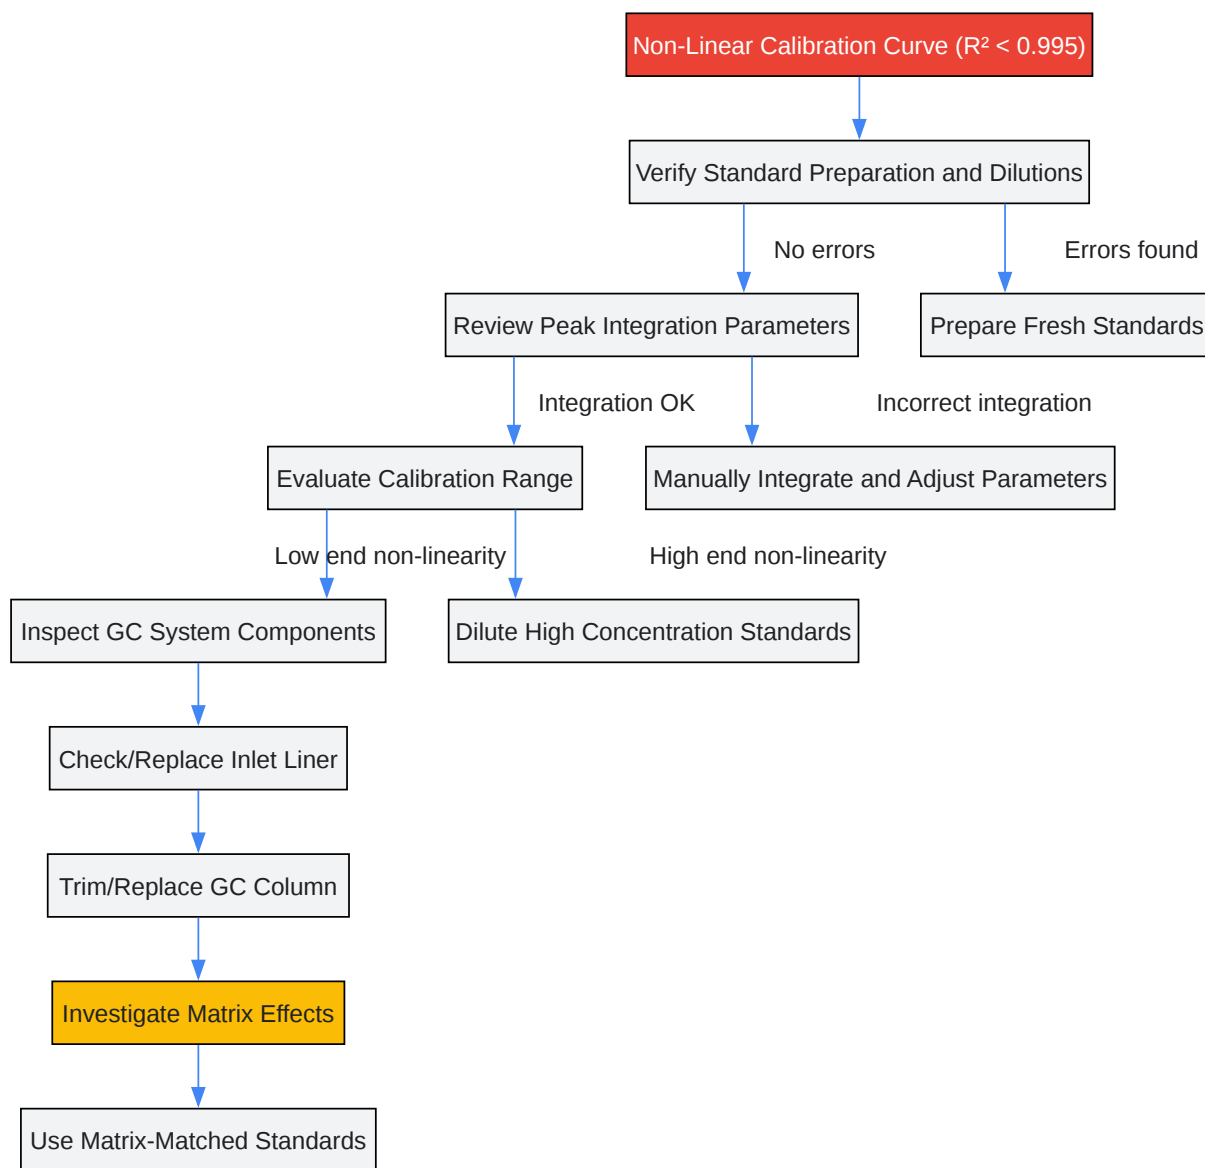 Non-Linear Calibration Curve (R² < 0.995)
Verify Standard Preparation and Dilutions
No errors
Errors found
Review Peak Integration Parameters
Prepare Fresh Standards
Integration OK
Incorrect integration
Evaluate Calibration Range
Manually Integrate and Adjust Parameters
Low end non-linearity
High end non-linearity
Inspect GC System Components
Dilute High Concentration Standards
Check/Replace Inlet Liner
Trim/Replace GC Column
Investigate Matrix Effects
Use Matrix-Matched Standards